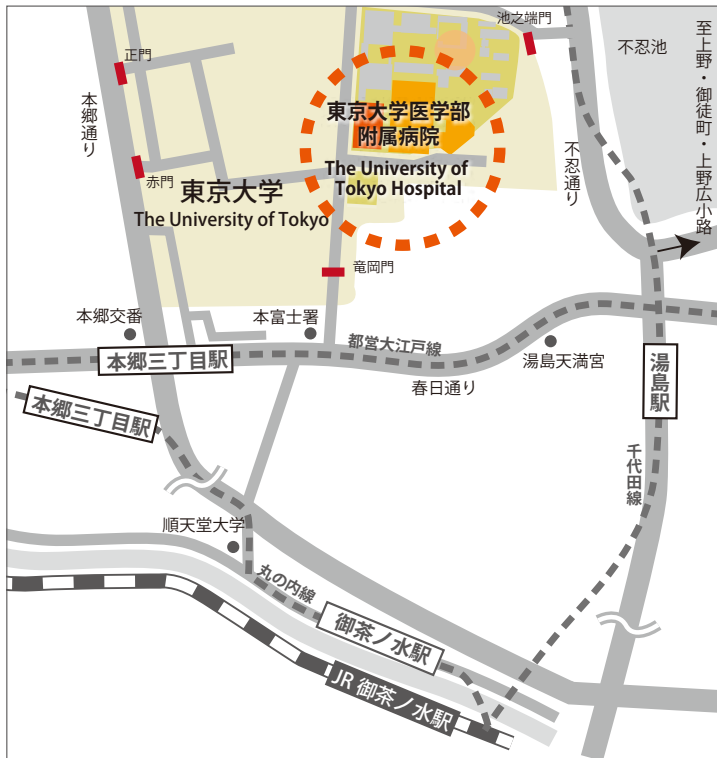 池之端門
正門
不忍池
至上野・御徒町・上野広小路
本郷通り
東京大学医学部
附属病院
The University of
Tokyo Hospital
不忍通り
赤門
東京大学
The University of Tokyo
竜岡門
本郷交番
本富士署
都営大江戸線
湯島天満宮
本郷三丁目駅
春日通り
湯島駅
本郷三丁目駅
千代田線
順天堂大学
丸の内線
御茶ノ水駅
JR 御茶ノ水駅